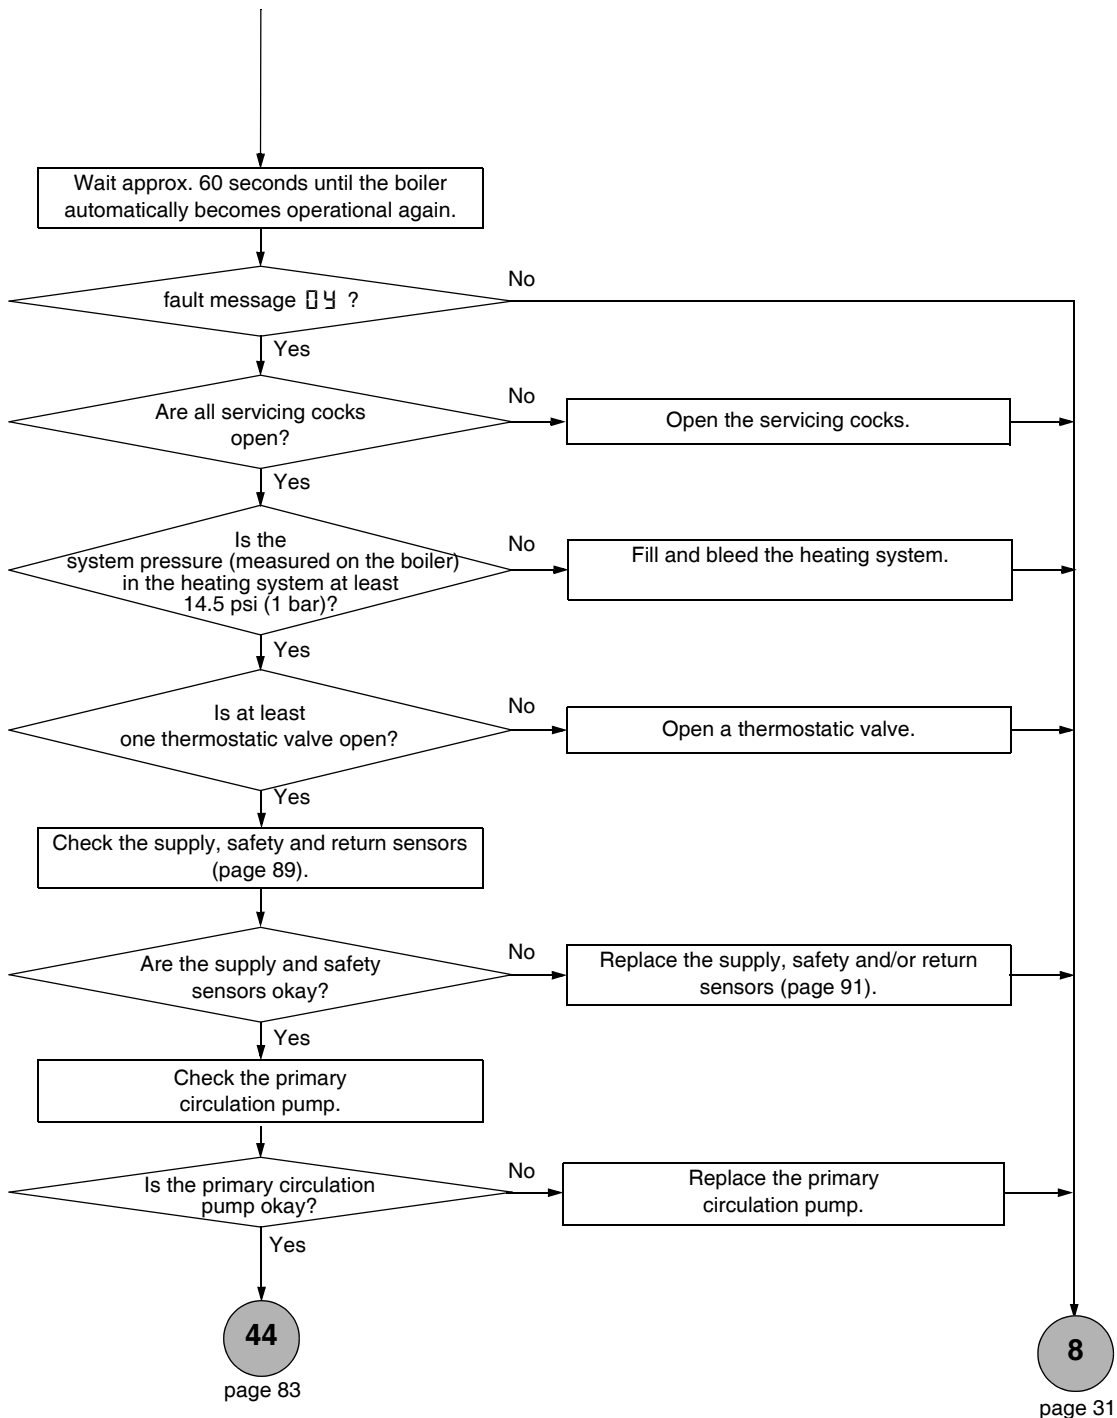 Wait approx. 60 seconds until the boiler
automatically becomes operational again.
No
fault message 04 ?
Yes
Are all servicing cocks
open?
No
Open the servicing cocks.
Yes
Is the
system pressure (measured on the boiler)
in the heating system at least
14.5 psi (1 bar)?
No
Fill and bleed the heating system.
Yes
Is at least
one thermostatic valve open?
No
Open a thermostatic valve.
Yes
Check the supply, safety and return sensors
(page 89).
Are the supply and safety
sensors okay?
No
Replace the supply, safety and/or return
sensors (page 91).
Yes
Check the primary
circulation pump.
Is the primary circulation
pump okay?
No
Replace the primary
circulation pump.
Yes
44
page 83
8
page 31